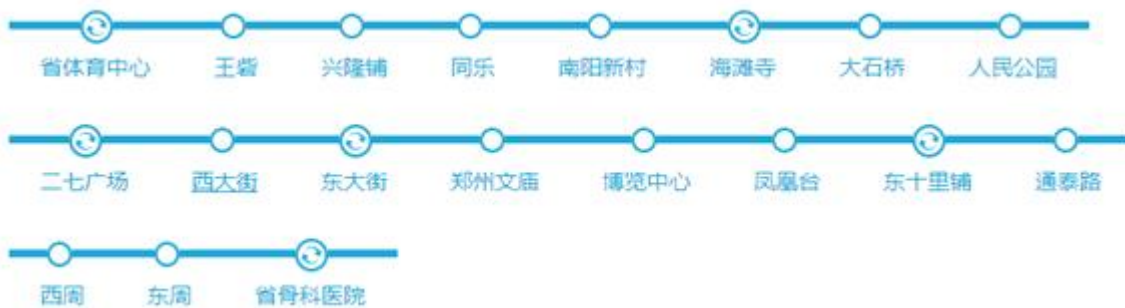 省体育中心 王砦 兴隆铺 同乐 南阳新村 海滩寺 大石桥 人民公园
二七广场 西大街 东大街 郑州文庙 博览中心 凤凰台 东十里铺 通泰路
西周 东周 省骨科医院